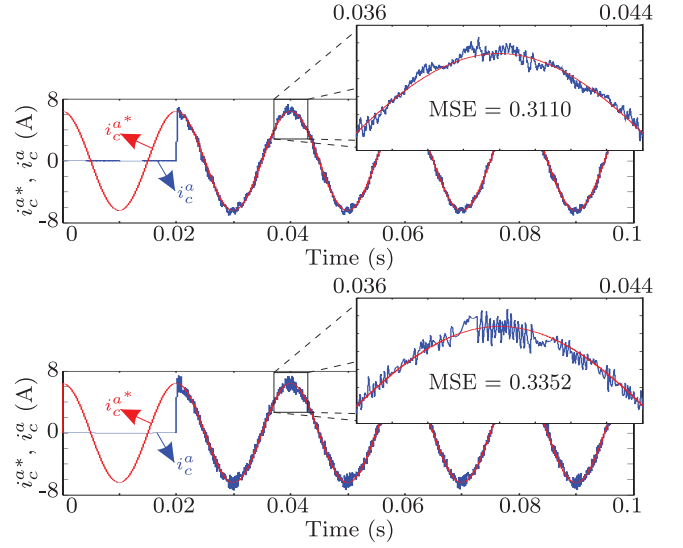 0.036 0.044
MSE = 0.3110
i_c^{a*}, i_c^a (A)
8
0
-8
i_c^{a*}
i_c^a
0 0.02 0.04 0.06 0.08 0.1
Time (s)
0.036 0.044
MSE = 0.3352
i_c^{a*}, i_c^a (A)
8
0
-8
i_c^{a*}
i_c^a
0 0.02 0.04 0.06 0.08 0.1
Time (s)